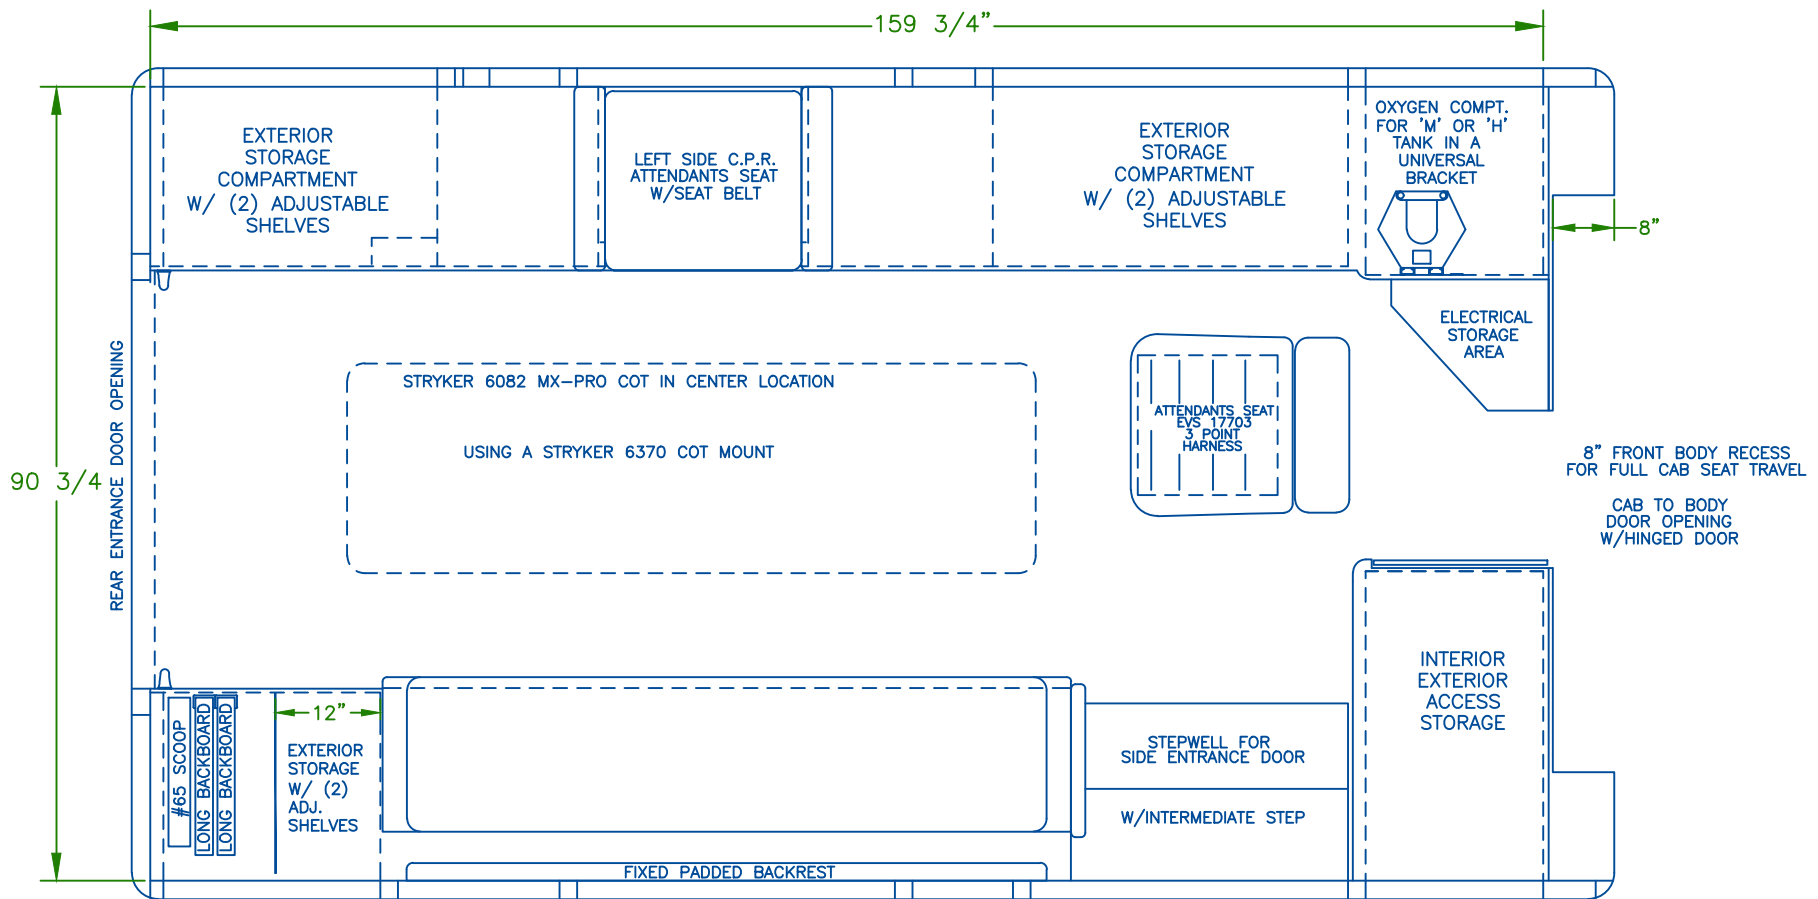 159 3/4”
EXTERIOR
STORAGE
COMPARTMENT
W/ (2) ADJUSTABLE
SHELVES
LEFT SIDE C.P.R.
ATTENDANTS SEAT
W/SEAT BELT
EXTERIOR
STORAGE
COMPARTMENT
W/ (2) ADJUSTABLE
SHELVES
OXYGEN COMPT.
FOR 'M' OR 'H'
TANK IN A
UNIVERSAL
BRACKET
8”
ELECTRICAL
STORAGE
AREA
REAR ENTRANCE DOOR OPENING
90 3/4
STRYKER 6082 MX-PRO COT IN CENTER LOCATION
USING A STRYKER 6370 COT MOUNT
ATTENDANTS SEAT
EVS 17703
3 POINT
HARNESS
8” FRONT BODY RECESS
FOR FULL CAB SEAT TRAVEL
CAB TO BODY
DOOR OPENING
W/HINGED DOOR
INTERIOR
EXTERIOR
ACCESS
STORAGE
#65 SCOOP
LONG BACKBOARD
LONG BACKBOARD
12”
EXTERIOR
STORAGE
W/ (2)
ADJ.
SHELVES
STEPWELL FOR
SIDE ENTRANCE DOOR
W/INTERMEDIATE STEP
FIXED PADDED BACKREST